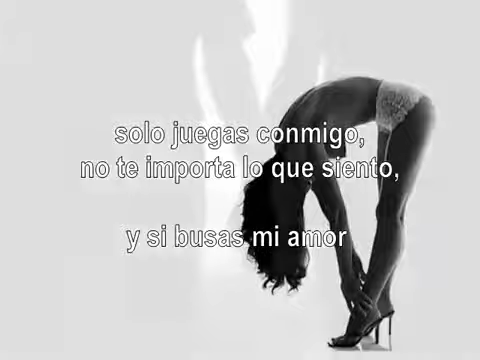 solo juegas conmigo,
no te importa lo que siento,
y si busas mi amor